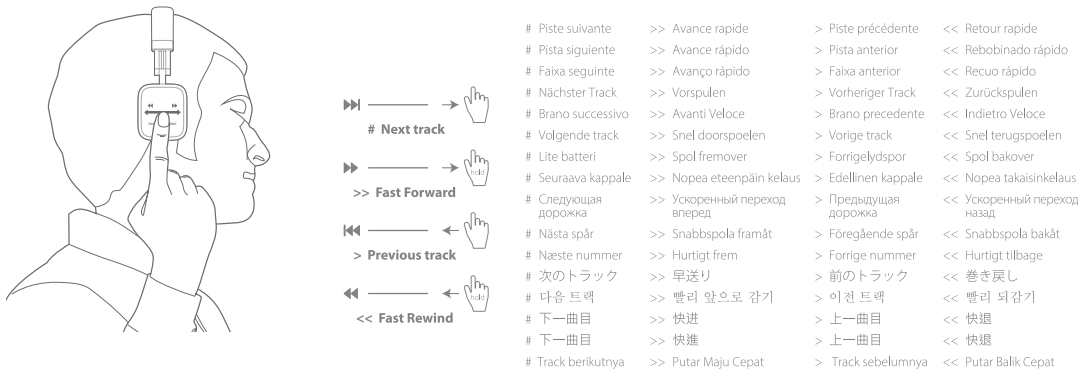 # Next track
hold
>> Fast Forward
> Previous track
hold
<< Fast Rewind
# Piste suivante >> Avance rapide > Piste précédente << Retour rapide
# Pista siguiente >> Avance rápido > Pista anterior << Rebobinado rápido
# Faixa seguinte >> Avanço rápido > Faixa anterior << Recuo rápido
# Nächster Track >> Vorspulen > Vorheriger Track << Zurückspulen
# Brano successivo >> Avanti Veloce > Brano precedente << Indietro Veloce
# Volgende track >> Snel doorspoelen > Vorige track << Snel terugspoelen
# Lite batteri >> Spol fremover > Forrigelydspor << Spol bakover
# Seuraava kappale >> Nopea eteenpäin kelaus > Edellinen kappale << Nopea takaisinkelaus
# Следующая >> Ускоренный переход > Предыдущая << Ускоренный переход
дорожка вперед дорожка назад
# Nästa spår >> Snabbspola framåt > Föregående spår << Snabbspola bakåt
# Næste nummer >> Hurtigt frem > Forrige nummer << Hurtigt tilbage
# 次のトラック >> 早送り > 前のトラック << 巻き戻し
# 다음 트랙 >> 빨리 앞으로 감기 > 이전 트랙 << 빨리 되감기
# 下一曲目 >> 快进 > 上一曲目 << 快退
# 下一曲目 >> 快進 > 上一曲目 << 快退
# Track berikutnya >> Putar Maju Cepat > Track sebelumnya << Putar Balik Cepat